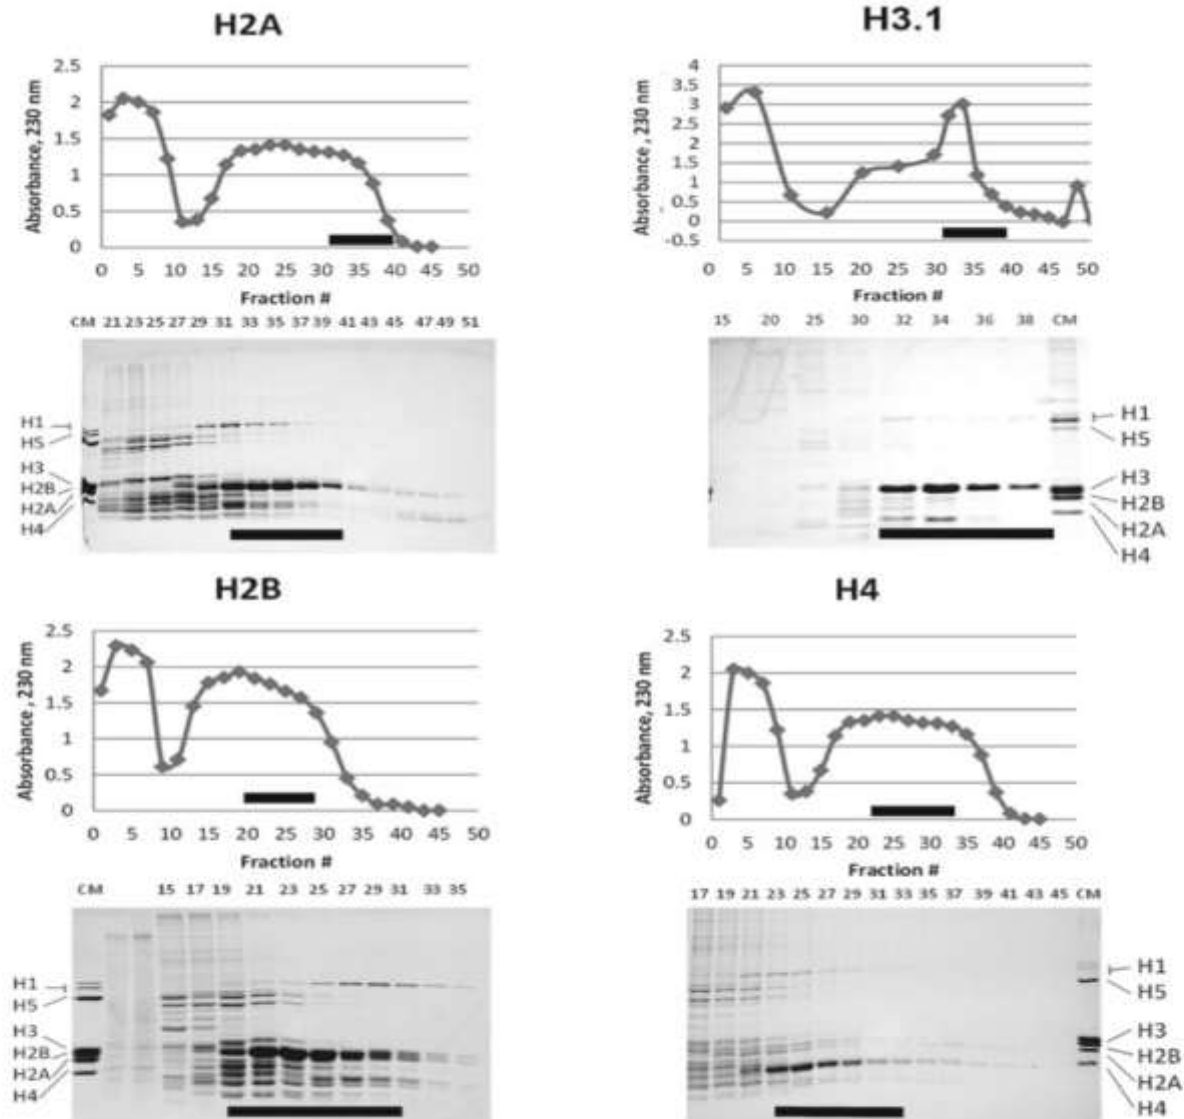 H2A
2.5
2
1.5
1
0.5
0
Absorbance, 230 nm
0 5 10 15 20 25 30 35 40 45 50
Fraction #
CM 21 23 25 27 29 31 33 35 37 39 41 43 45 47 49 51
H1
H5
H3
H2B
H2A
H4
H3.1
4
3.5
3
2.5
2
1.5
1
0.5
0
-0.5
Absorbance , 230 nm
0 5 10 15 20 25 30 35 40 45 50
Fraction #
15 20 25 30 32 34 36 38 CM
H1
H5
H3
H2B
H2A
H4
H2B
2.5
2
1.5
1
0.5
0
Absorbance , 230 nm
0 5 10 15 20 25 30 35 40 45 50
Fraction #
CM 15 17 19 21 23 25 27 29 31 33 35
H1
H5
H3
H2B
H2A
H4
H4
2.5
2
1.5
1
0.5
0
Absorbance, 230 nm
0 5 10 15 20 25 30 35 40 45 50
Fraction #
17 19 21 23 25 27 29 31 33 35 37 39 41 43 45 CM
H1
H5
H3
H2B
H2A
H4